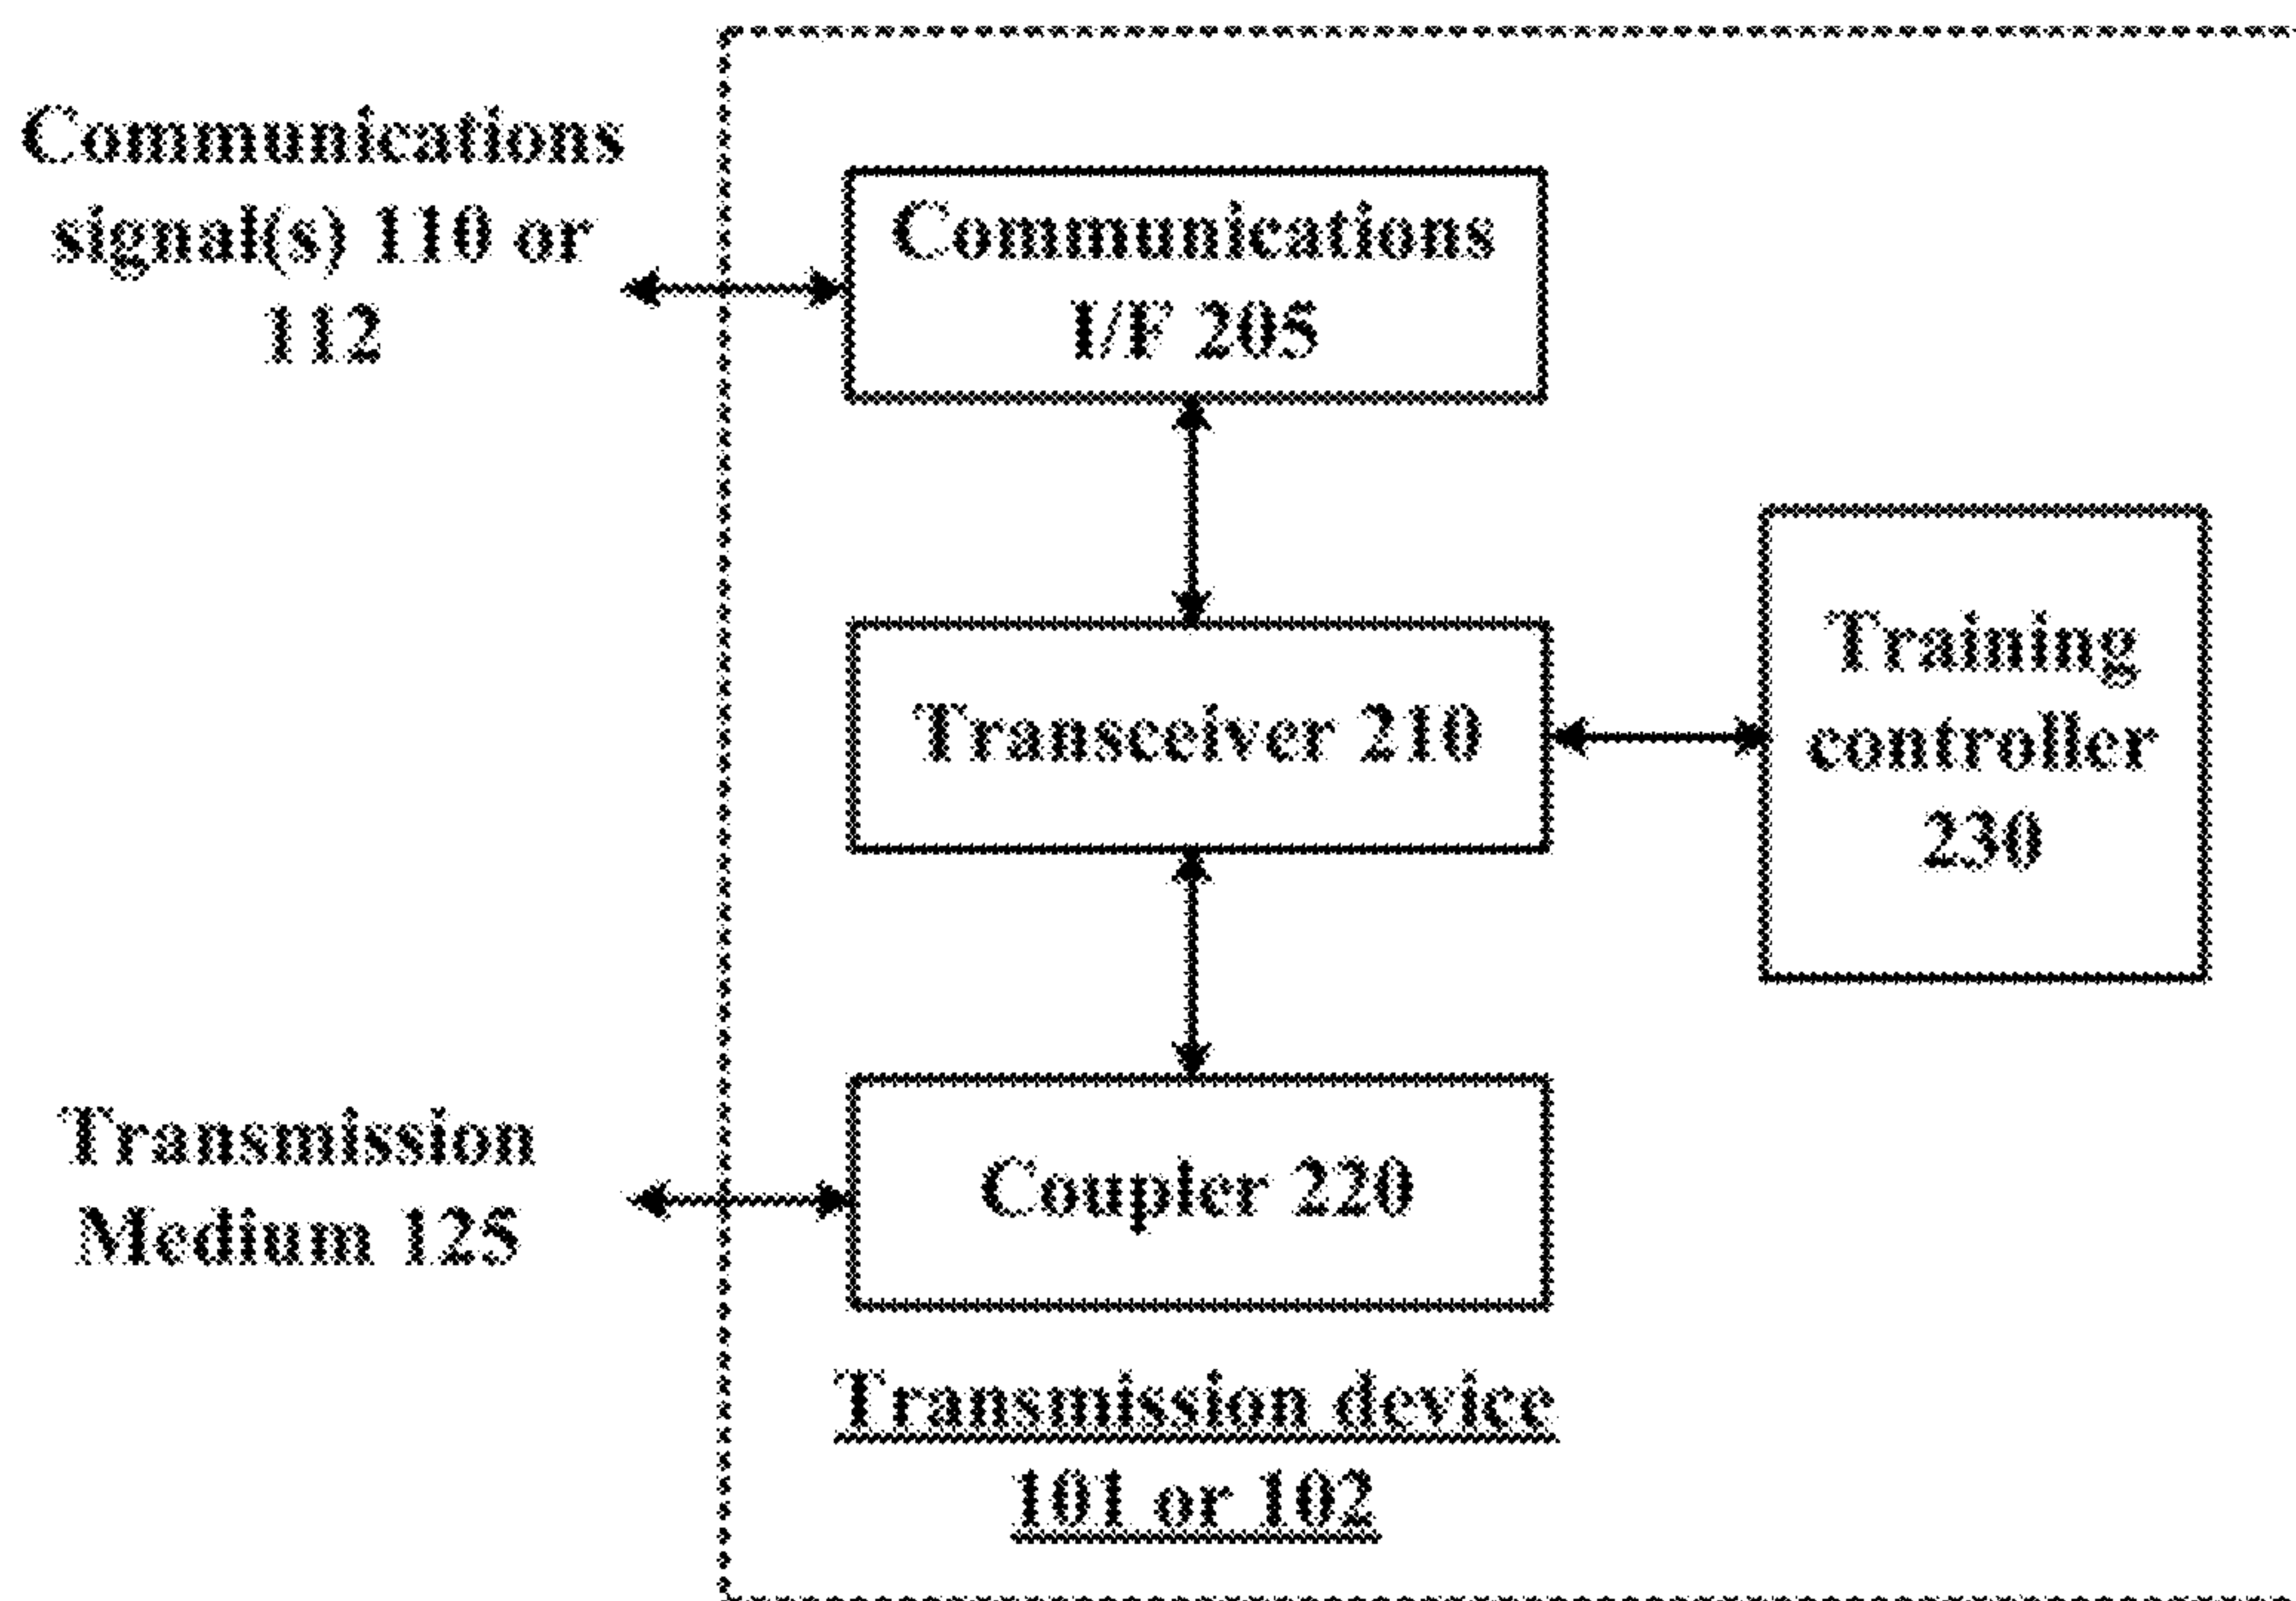 Communications
signal(s) 110 or
112
Communications
I/F 205
Transceiver 210
Training
controller
230
Transmission
Medium 125
Coupler 220
Transmission device
101 or 102